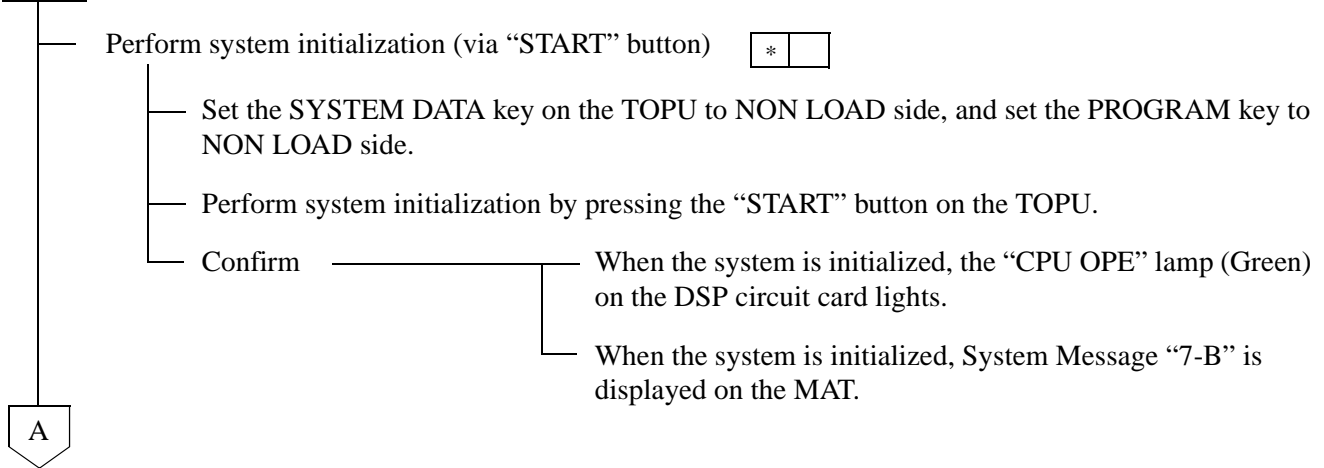 Perform system initialization (via “START” button) *
Set the SYSTEM DATA key on the TOPU to NON LOAD side, and set the PROGRAM key to
NON LOAD side.
Perform system initialization by pressing the “START” button on the TOPU.
Confirm When the system is initialized, the “CPU OPE” lamp (Green)
on the DSP circuit card lights.
When the system is initialized, System Message “7-B” is
displayed on the MAT.
A